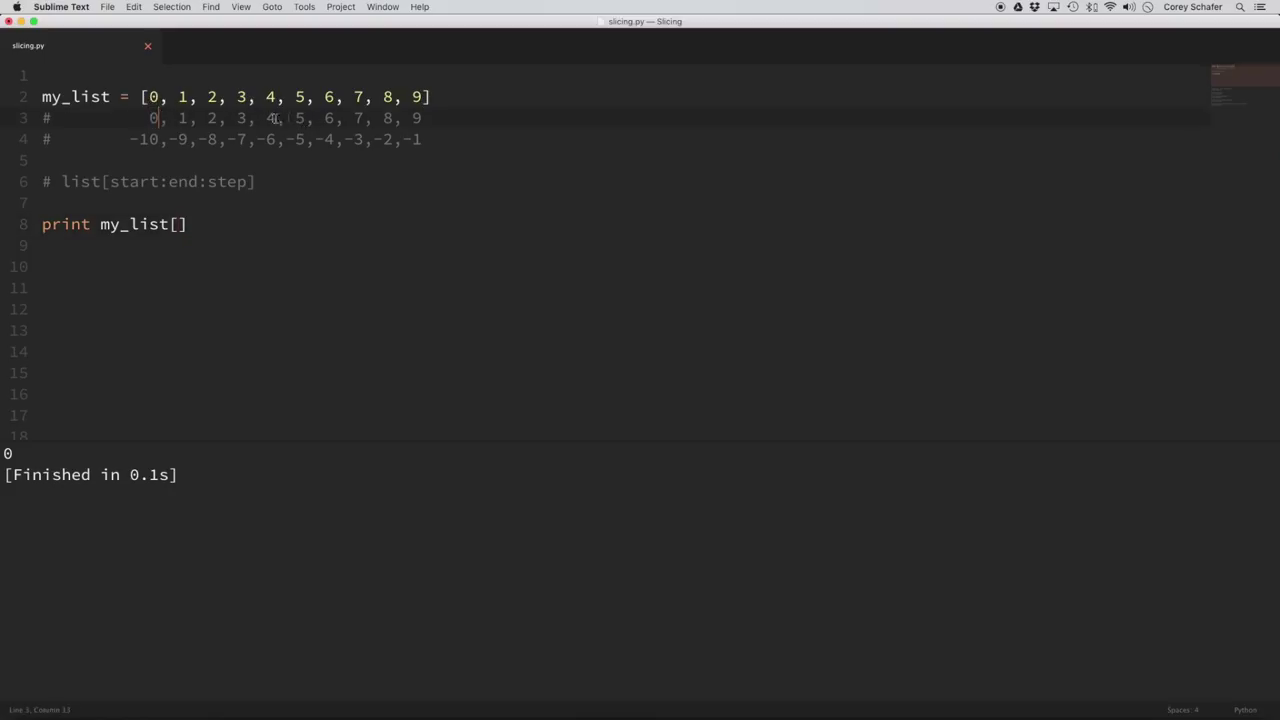 Sublime Text File Edit Selection Find View Goto Tools Project Window Help Corey Schafer
slicing.py — Slicing
slicing.py
1
2 my_list = [0, 1, 2, 3, 4, 5, 6, 7, 8, 9]
3 # 0, 1, 2, 3, 4, 5, 6, 7, 8, 9
4 # -10,-9,-8,-7,-6,-5,-4,-3,-2,-1
5
6 # list[start:end:step]
7
8 print my_list[]
9
10
11
12
13
14
15
16
17
18
0
[Finished in 0.1s]
Line 3, Column 13 Spaces: 4 Python